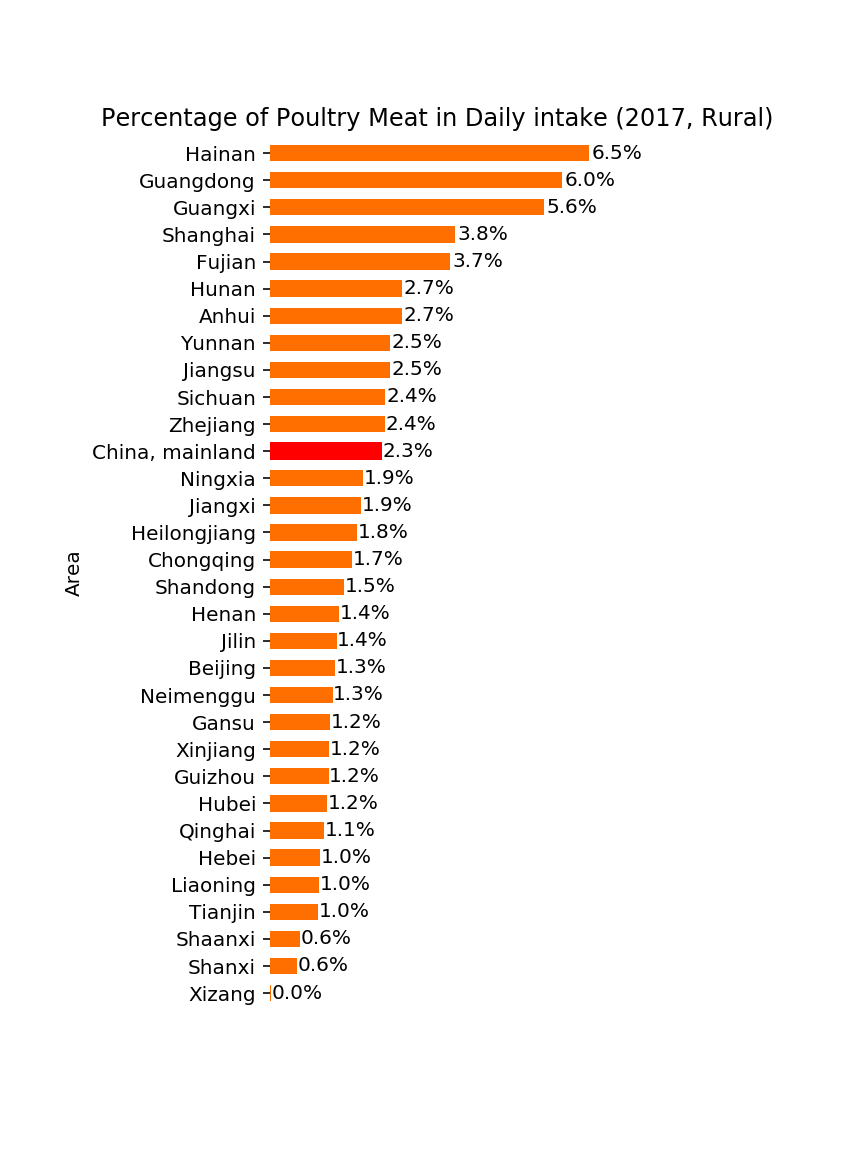 Percentage of Poultry Meat in Daily intake (2017, Rural)
Hainan 6.5%
Guangdong 6.0%
Guangxi 5.6%
Shanghai 3.8%
Fujian 3.7%
Hunan 2.7%
Anhui 2.7%
Yunnan 2.5%
Jiangsu 2.5%
Sichuan 2.4%
Zhejiang 2.4%
China, mainland 2.3%
Ningxia 1.9%
Jiangxi 1.9%
Heilongjiang 1.8%
Chongqing 1.7%
Area
Shandong 1.5%
Henan 1.4%
Jilin 1.4%
Beijing 1.3%
Neimenggu 1.3%
Gansu 1.2%
Xinjiang 1.2%
Guizhou 1.2%
Hubei 1.2%
Qinghai 1.1%
Hebei 1.0%
Liaoning 1.0%
Tianjin 1.0%
Shaanxi 0.6%
Shanxi 0.6%
Xizang 0.0%